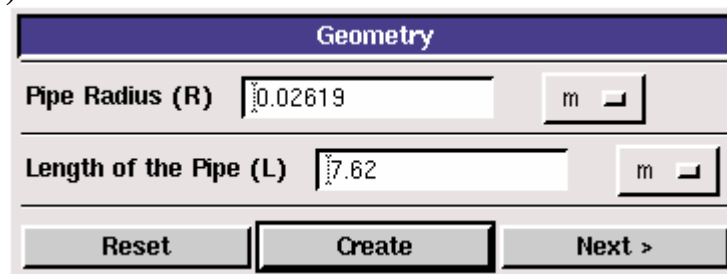 )
Geometry
Pipe Radius (R) 0.02619 m
Length of the Pipe (L) 7.62 m
Reset Create Next >